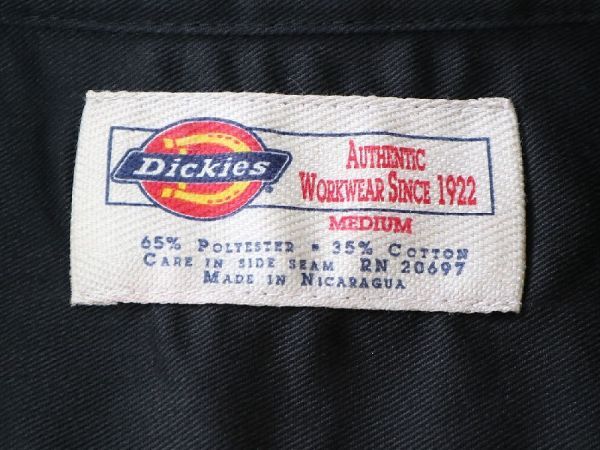 Dickies
®
AUTHENTIC
WORKWEAR SINCE 1922
MEDIUM
65% POLYESTER • 35% COTTON
CARE IN SIDE SEAM RN 20697
MADE IN NICARAGUA